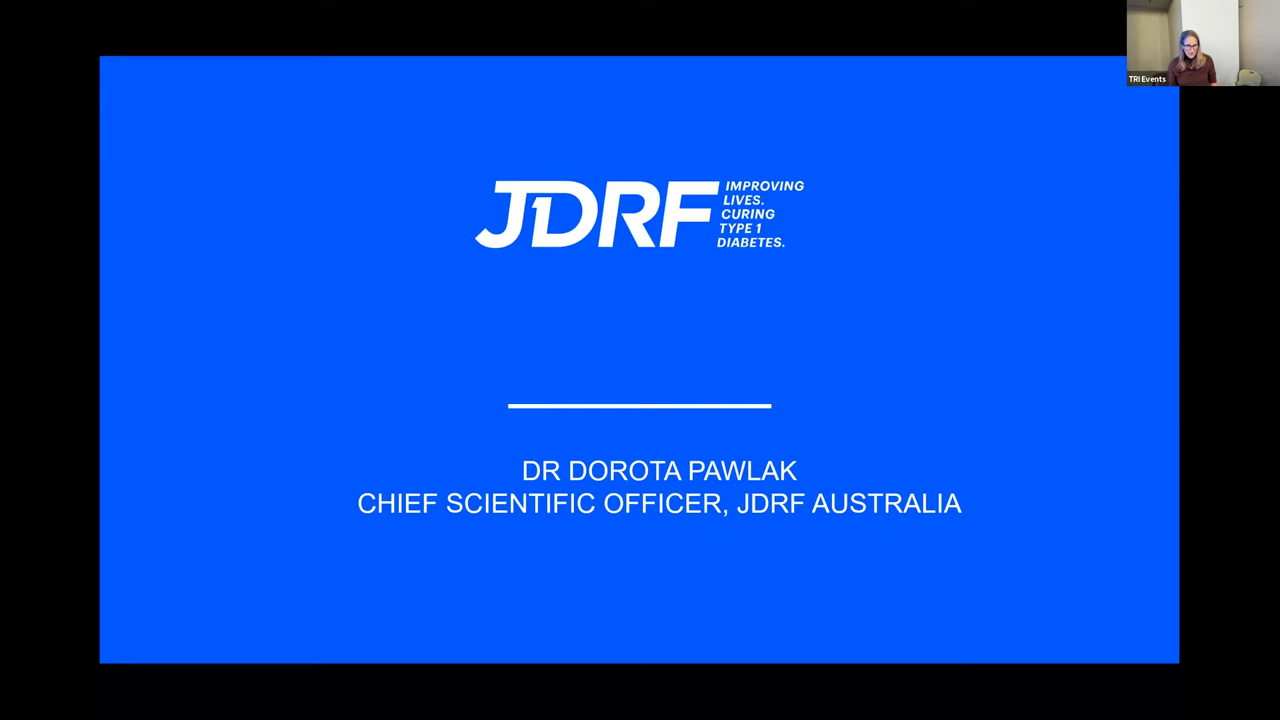 TRI Events
JDRF
IMPROVING
LIVES.
CURING
TYPE 1
DIABETES.
DR DOROTA PAWLAK
CHIEF SCIENTIFIC OFFICER, JDRF AUSTRALIA